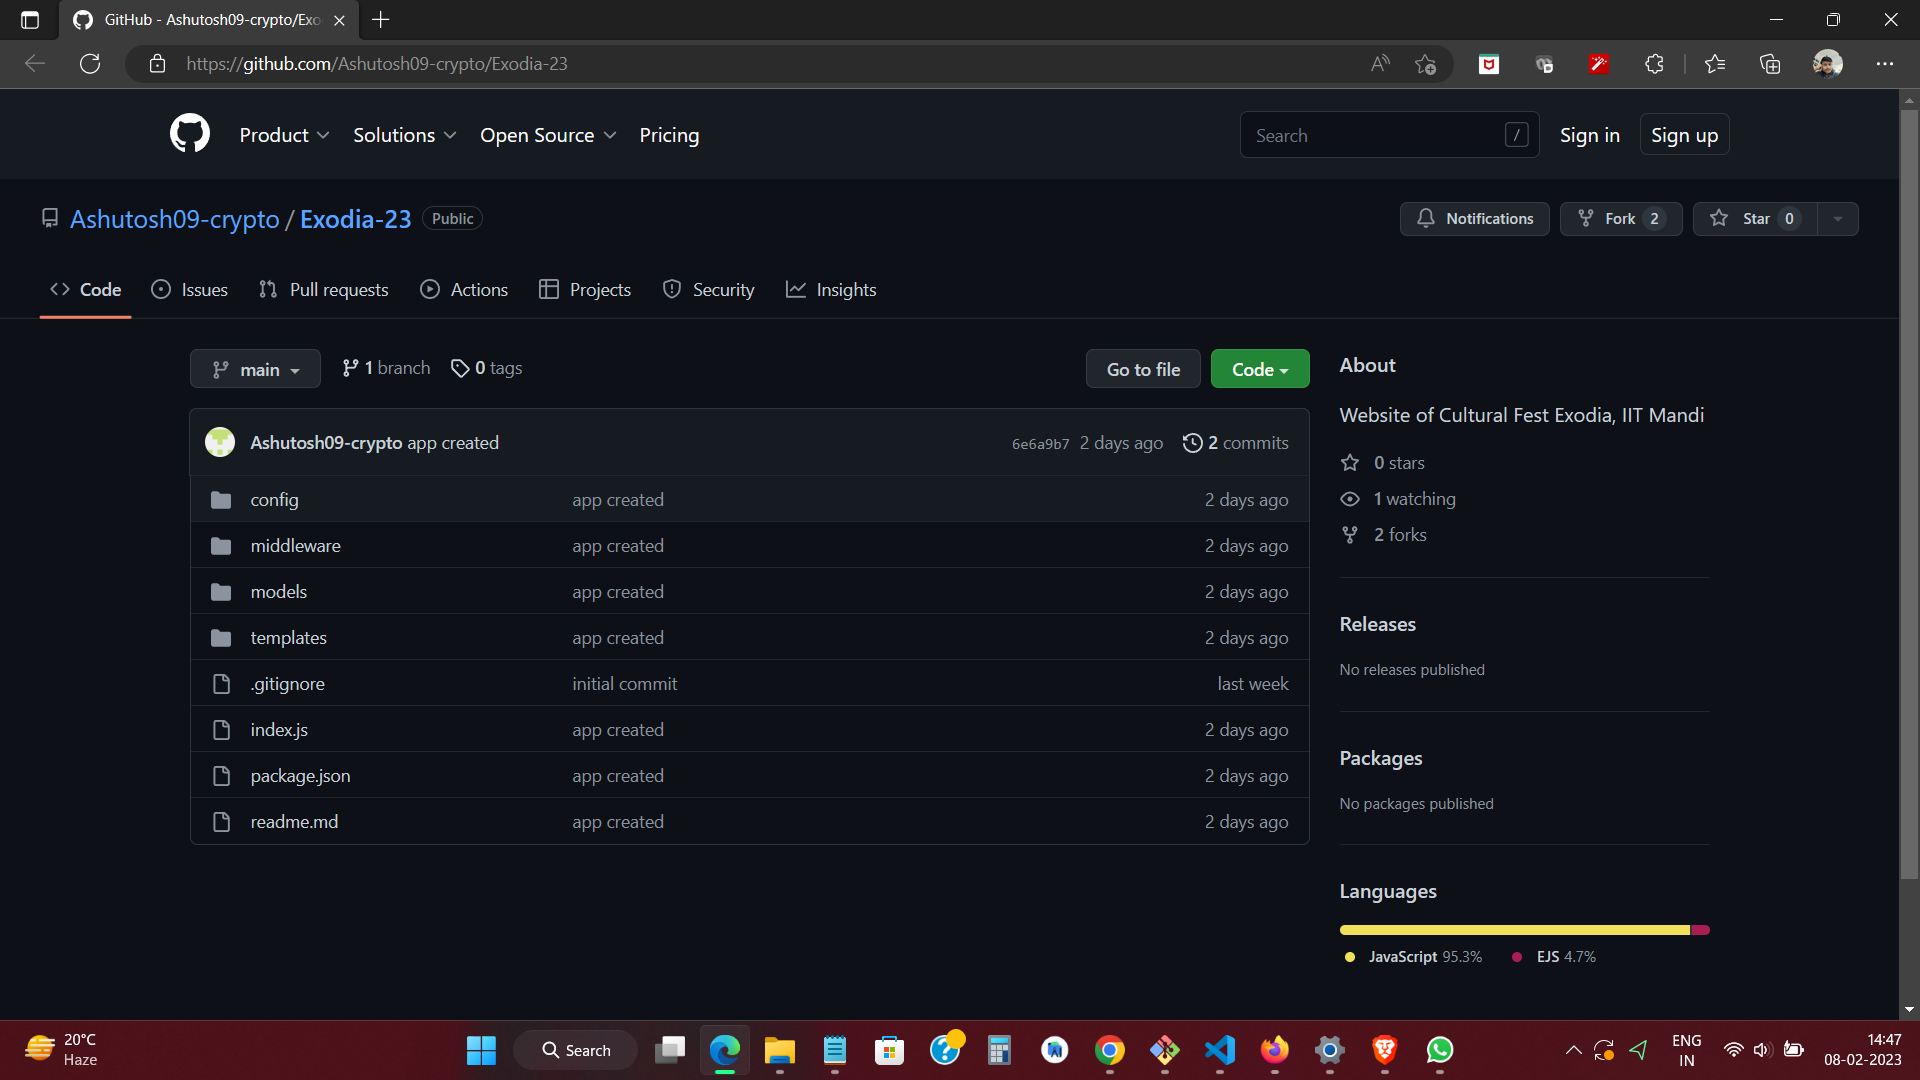 GitHub - Ashutosh09-crypto/Exo
https://github.com/Ashutosh09-crypto/Exodia-23
Product Solutions Open Source Pricing
Search /
Sign in Sign up
Ashutosh09-crypto / Exodia-23 Public
Notifications Fork 2 Star 0
Code Issues Pull requests Actions Projects Security Insights
main 1 branch 0 tags
Go to file Code
Ashutosh09-crypto app created 6e6a9b7 2 days ago 2 commits
config app created 2 days ago
middleware app created 2 days ago
models app created 2 days ago
templates app created 2 days ago
.gitignore initial commit last week
index.js app created 2 days ago
package.json app created 2 days ago
readme.md app created 2 days ago
About
Website of Cultural Fest Exodia, IIT Mandi
0 stars
1 watching
2 forks
Releases
No releases published
Packages
No packages published
Languages
JavaScript 95.3% EJS 4.7%
20°C
Haze
Search
ENG
IN
14:47
08-02-2023